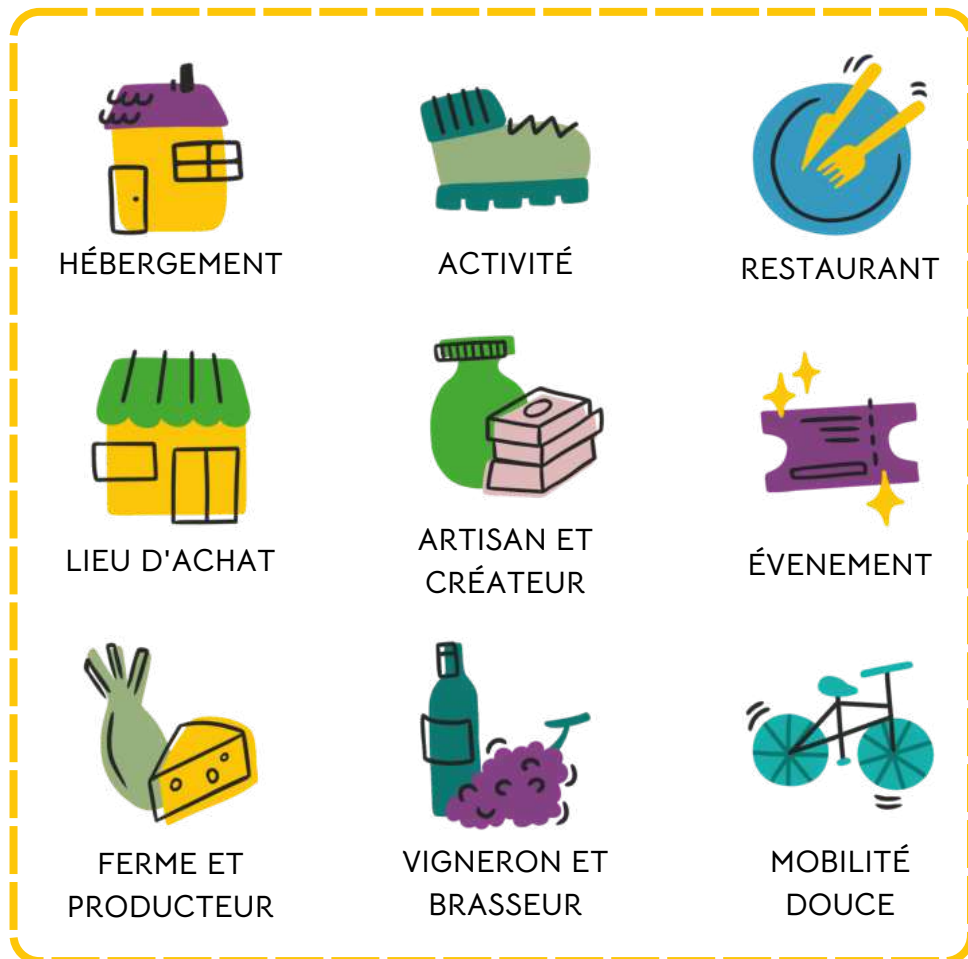 HÉBERGEMENT
ACTIVITÉ
RESTAURANT
LIEU D'ACHAT
ARTISAN ET
CRÉATEUR
ÉVENEMENT
FERME ET
PRODUCTEUR
VIGNERON ET
BRASSEUR
MOBILITÉ
DOUCE